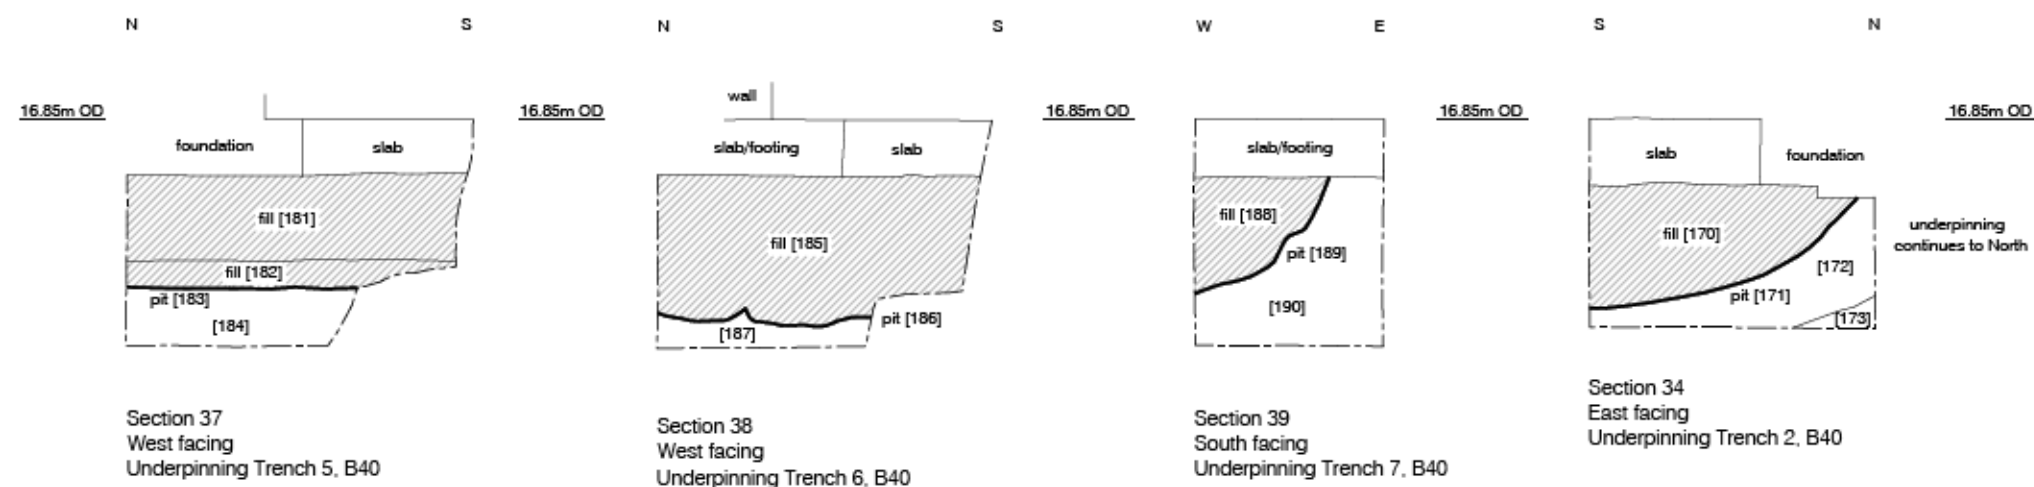 N S
16.85m OD
foundation
slab
fill [181]
fill [182]
pit [183]
[184]
Section 37
West facing
Underpinning Trench 5, B40
N S
16.85m OD
wall
slab/footing
slab
fill [185]
pit [186]
[187]
Section 38
West facing
Underpinning Trench 6, B40
W E
16.85m OD
slab/footing
fill [188]
pit [189]
[190]
Section 39
South facing
Underpinning Trench 7, B40
S N
16.85m OD
16.85m OD
slab
foundation
fill [170]
underpinning
continues to North
[172]
pit [171]
[173]
Section 34
East facing
Underpinning Trench 2, B40